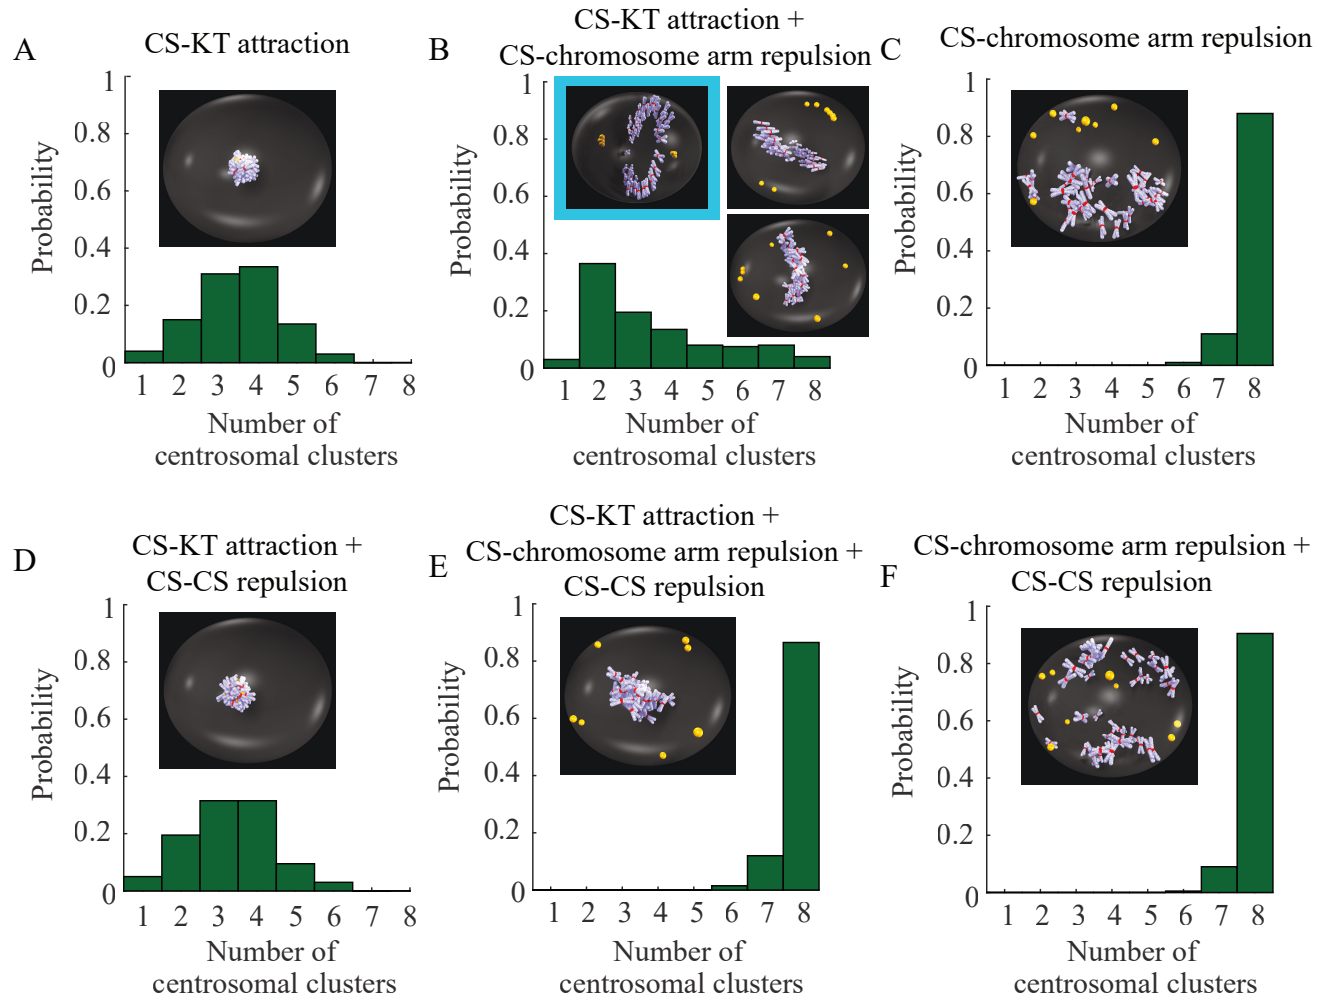 A
CS-KT attraction
1
0.8
0.6
0.4
0.2
0
Probability
1 2 3 4 5 6 7 8
Number of
centrosomal clusters
B
CS-KT attraction +
CS-chromosome arm repulsion
1
0.8
0.6
0.4
0.2
0
Probability
1 2 3 4 5 6 7 8
Number of
centrosomal clusters
C
CS-chromosome arm repulsion
1
0.8
0.6
0.4
0.2
0
Probability
1 2 3 4 5 6 7 8
Number of
centrosomal clusters
D
CS-KT attraction +
CS-CS repulsion
1
0.8
0.6
0.4
0.2
0
Probability
1 2 3 4 5 6 7 8
Number of
centrosomal clusters
E
CS-KT attraction +
CS-chromosome arm repulsion +
CS-CS repulsion
1
0.8
0.6
0.4
0.2
0
Probability
1 2 3 4 5 6 7 8
Number of
centrosomal clusters
F
CS-chromosome arm repulsion +
CS-CS repulsion
1
0.8
0.6
0.4
0.2
0
Probability
1 2 3 4 5 6 7 8
Number of
centrosomal clusters